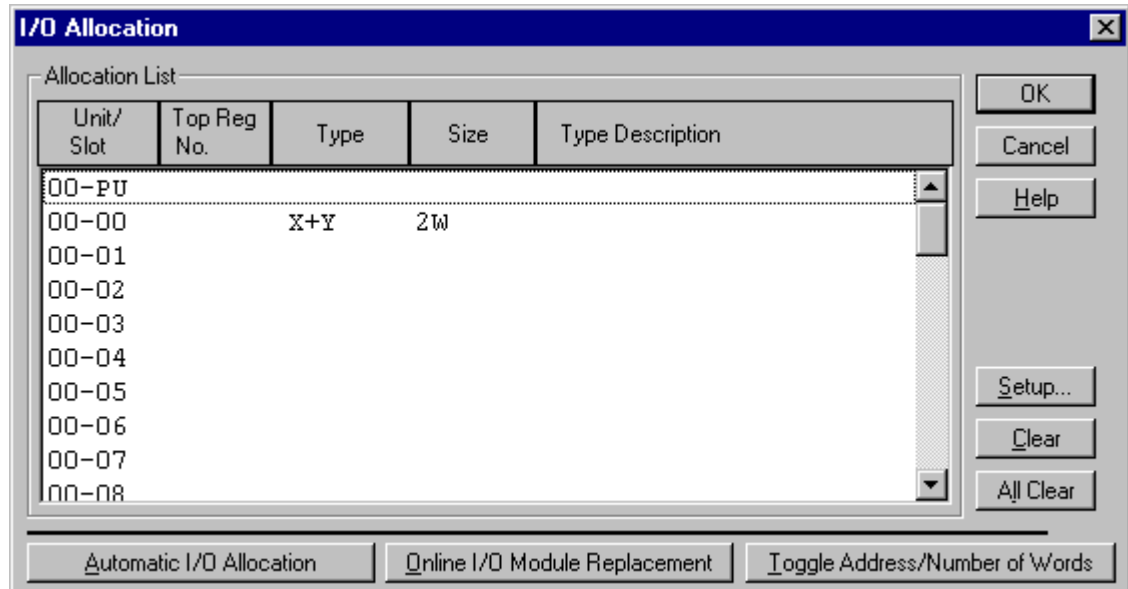 I/O Allocation
Allocation List
Unit/ Slot
Top Reg No.
Type
Size
Type Description
00-PU
00-00 X+Y 2W
00-01
00-02
00-03
00-04
00-05
00-06
00-07
00-08
OK
Cancel
Help
Setup...
Clear
All Clear
Automatic I/O Allocation
Online I/O Module Replacement
Toggle Address/Number of Words